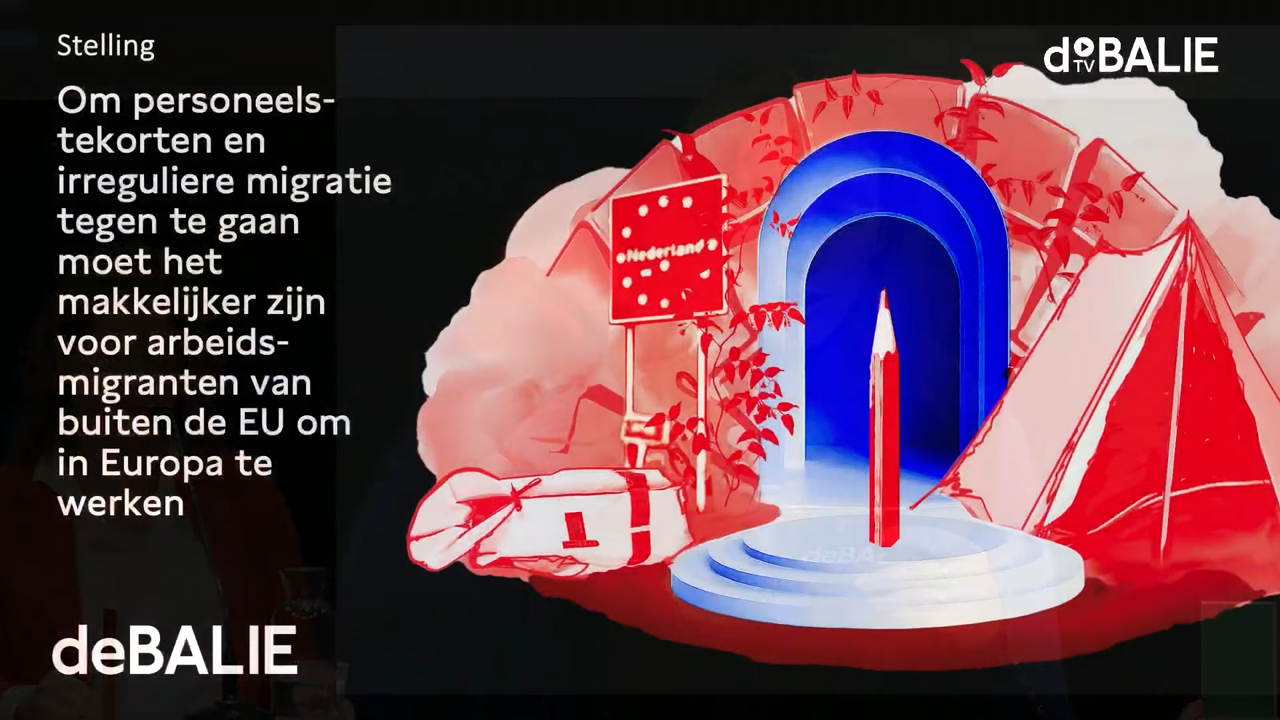 Stelling
Om personeels-
tekorten en
irreguliere migratie
tegen te gaan
moet het
makkelijker zijn
voor arbeids-
migranten van
buiten de EU om
in Europa te
werken
deBALIE
deBALIE
TV
Nederland